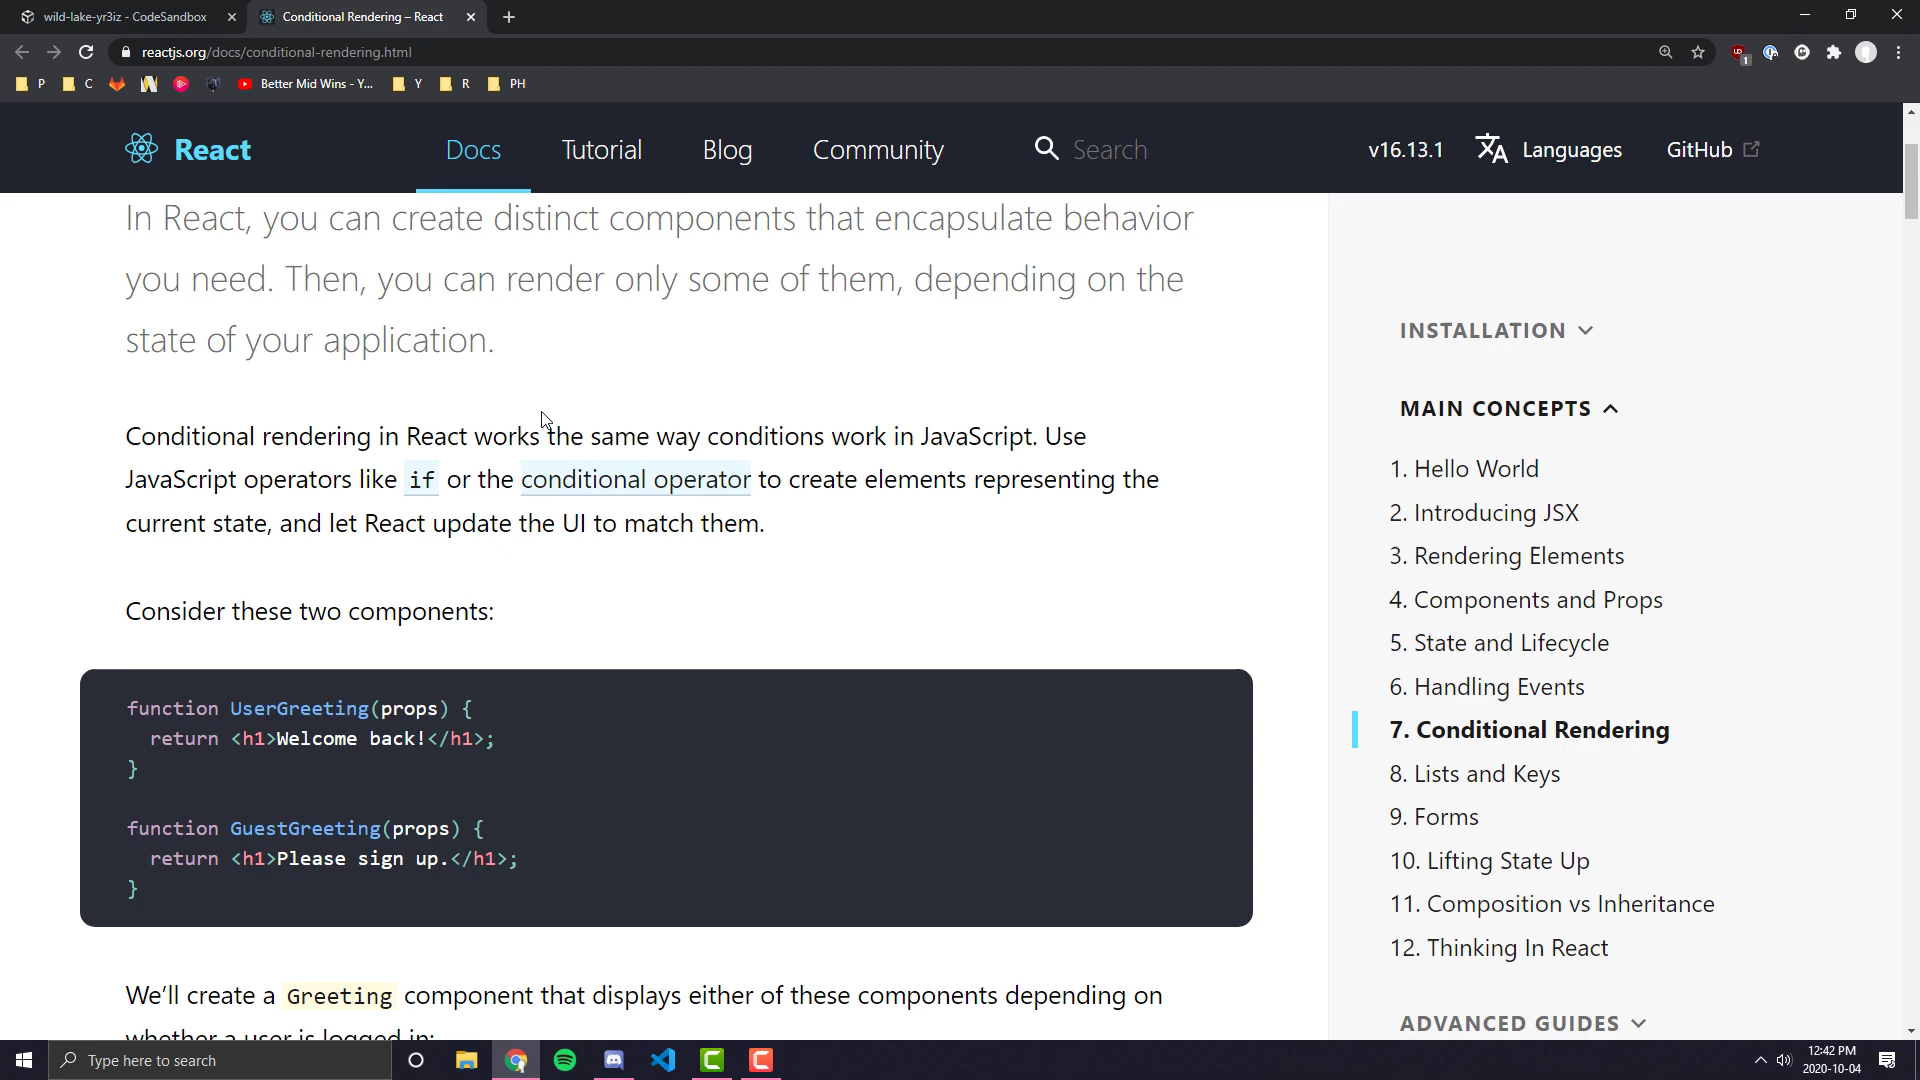 wild-lake-yr3iz - CodeSandbox
Conditional Rendering – React
reactjs.org/docs/conditional-rendering.html
1
P
C
Better Mid Wins - Y...
Y
R
PH
React
Docs
Tutorial
Blog
Community
Search
v16.13.1
Languages
GitHub
In React, you can create distinct components that encapsulate behavior
you need. Then, you can render only some of them, depending on the
state of your application.
Conditional rendering in React works the same way conditions work in JavaScript. Use
JavaScript operators like if or the conditional operator to create elements representing the
current state, and let React update the UI to match them.
Consider these two components:
function UserGreeting(props) {
  return <h1>Welcome back!</h1>;
}
function GuestGreeting(props) {
  return <h1>Please sign up.</h1>;
}
We’ll create a Greeting component that displays either of these components depending on
whether a user is logged in:
INSTALLATION
MAIN CONCEPTS
1. Hello World
2. Introducing JSX
3. Rendering Elements
4. Components and Props
5. State and Lifecycle
6. Handling Events
7. Conditional Rendering
8. Lists and Keys
9. Forms
10. Lifting State Up
11. Composition vs Inheritance
12. Thinking In React
ADVANCED GUIDES
Type here to search
12:42 PM
2020-10-04